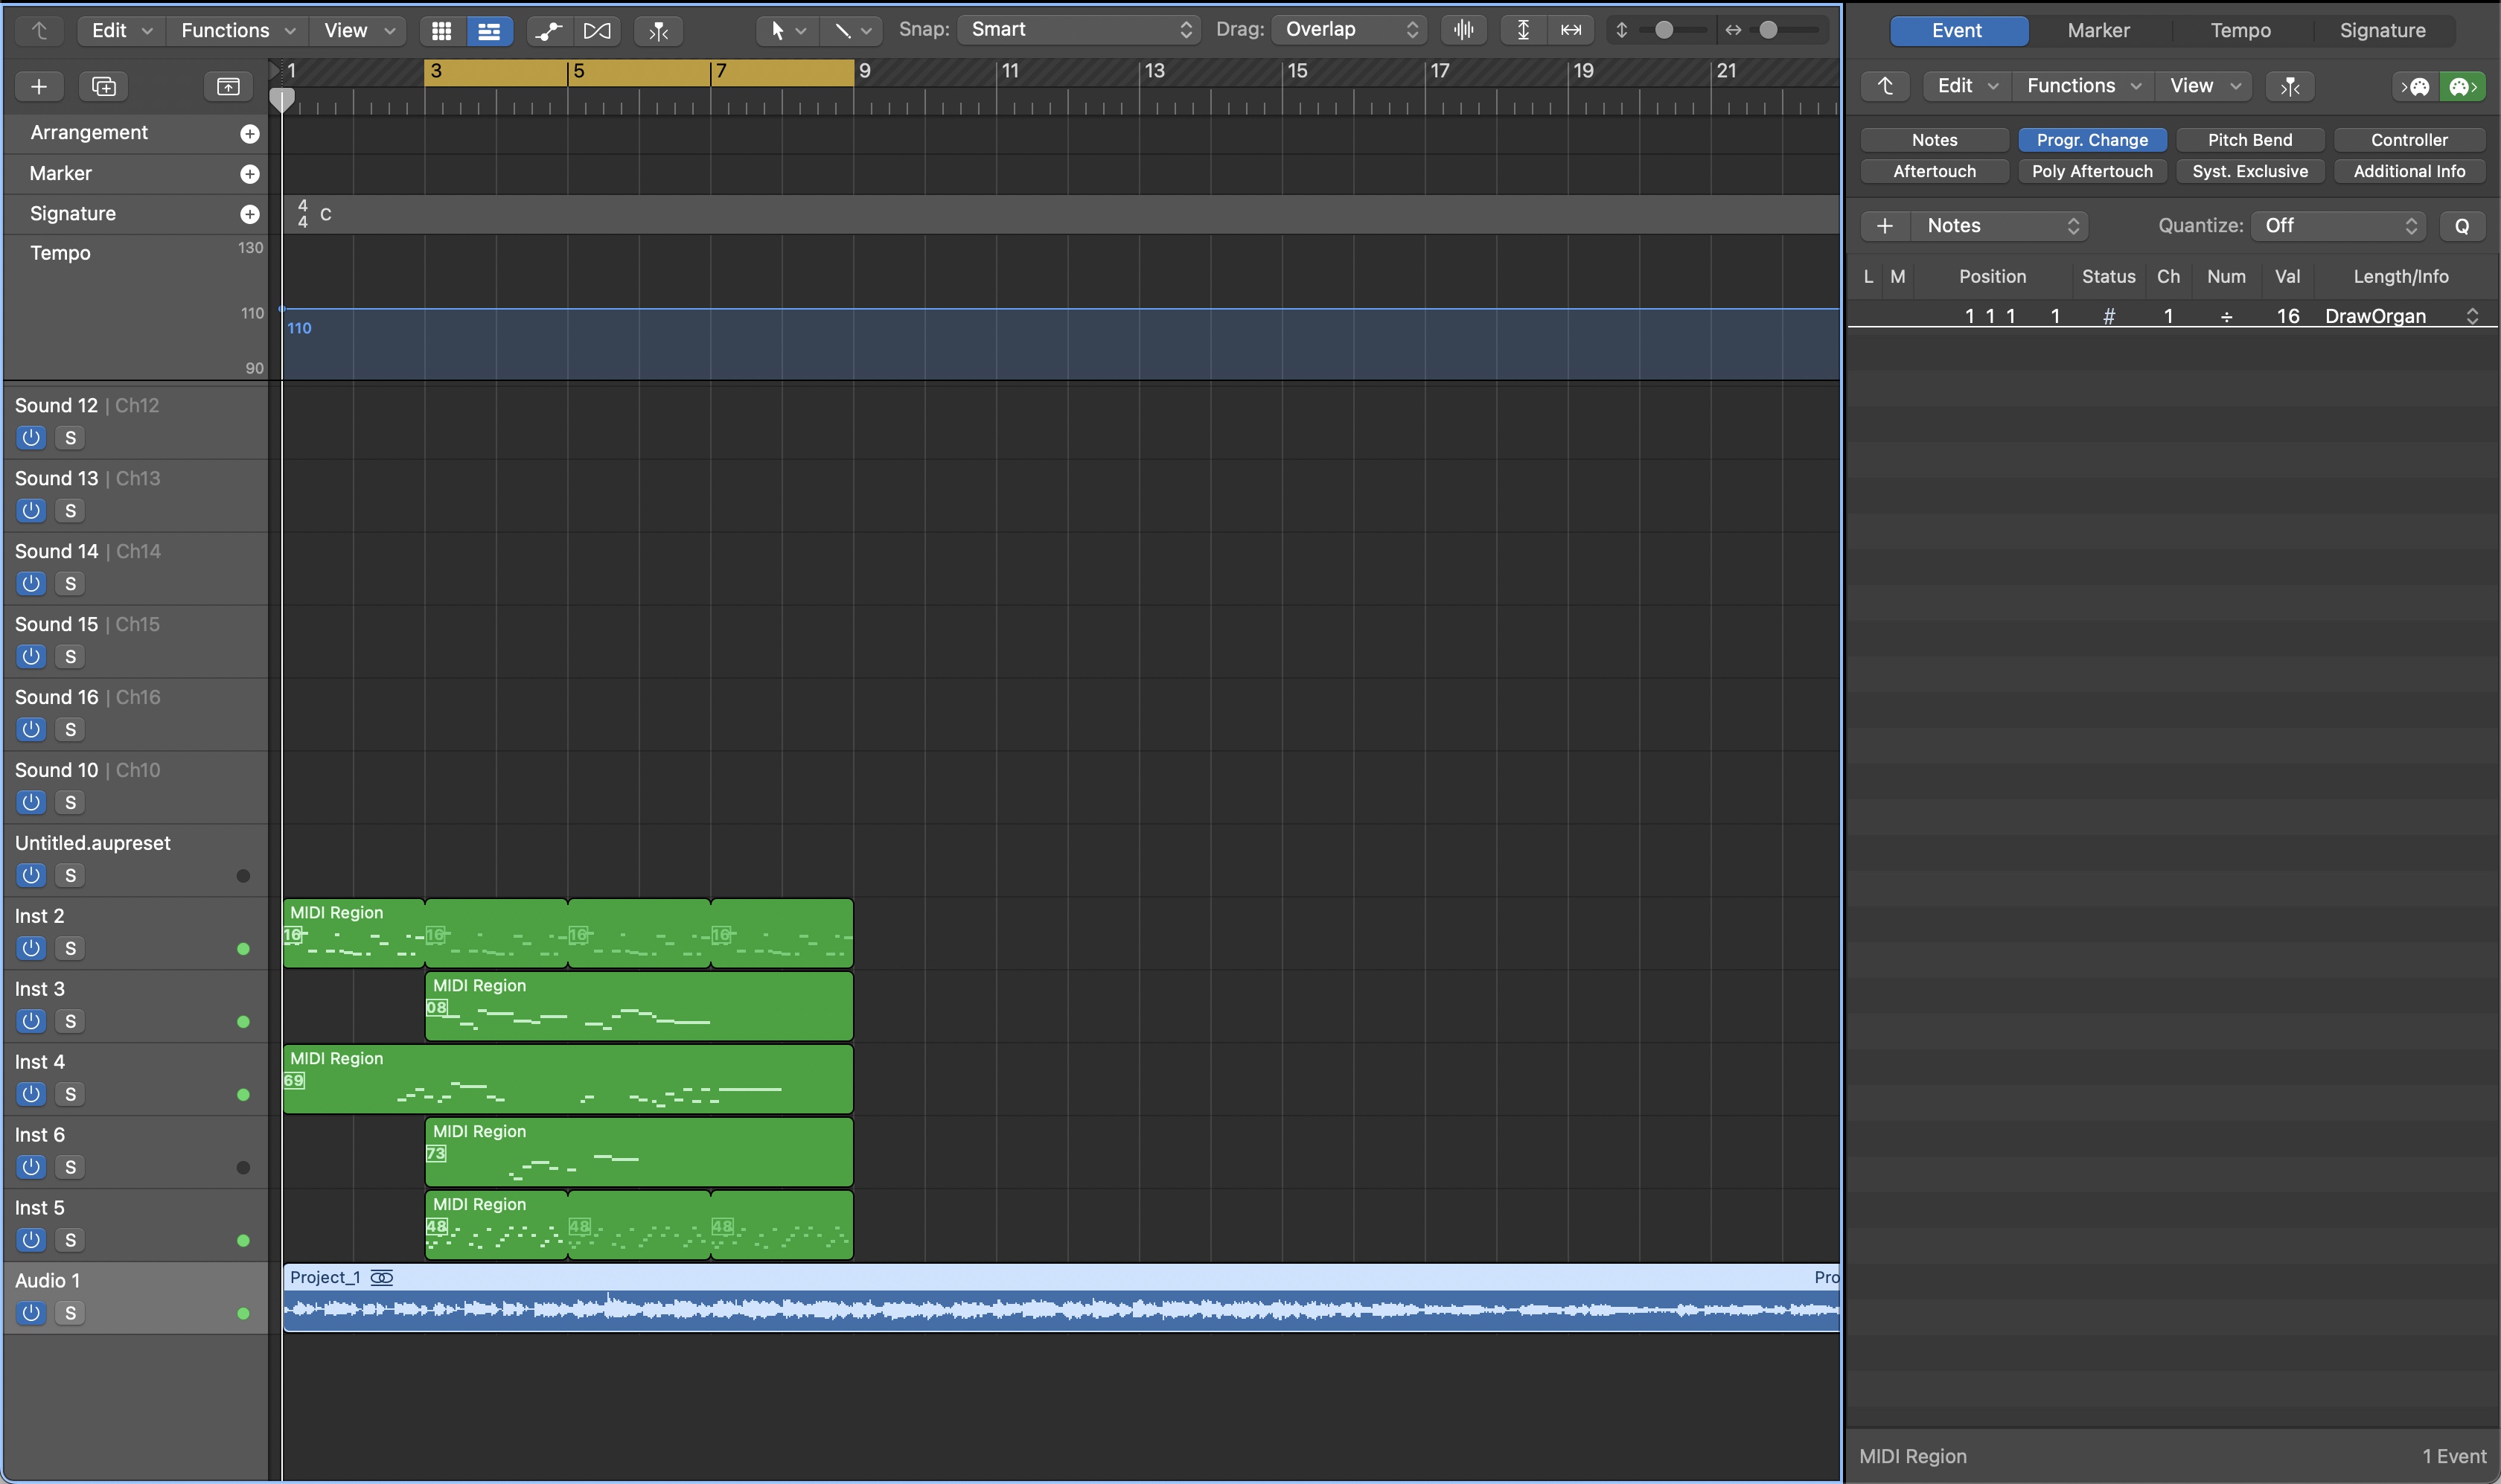 Edit Functions View Snap: Smart Drag: Overlap
1 3 5 7 9 11 13 15 17 19 21
Arrangement
Marker
Signature 4 4 C
Tempo 130
110
110
90
Sound 12 | Ch12
S
Sound 13 | Ch13
S
Sound 14 | Ch14
S
Sound 15 | Ch15
S
Sound 16 | Ch16
S
Sound 10 | Ch10
S
Untitled.aupreset
S
Inst 2 MIDI Region
S 16 16 16 16
Inst 3 MIDI Region
S 08
Inst 4 MIDI Region
S 69
Inst 6 MIDI Region
S 73
Inst 5 MIDI Region
S 48 48 48
Audio 1 Project_1 Pro
S
Event Marker Tempo Signature
Edit Functions View
Notes Progr. Change Pitch Bend Controller
Aftertouch Poly Aftertouch Syst. Exclusive Additional Info
+ Notes Quantize: Off Q
L M Position Status Ch Num Val Length/Info
1 1 1 1 # 1 ÷ 16 DrawOrgan
MIDI Region 1 Event